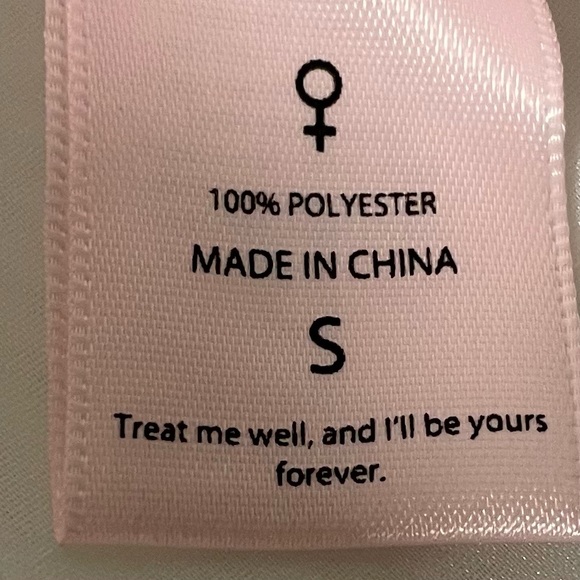 100% POLYESTER
MADE IN CHINA
S
Treat me well, and I'll be yours
forever.